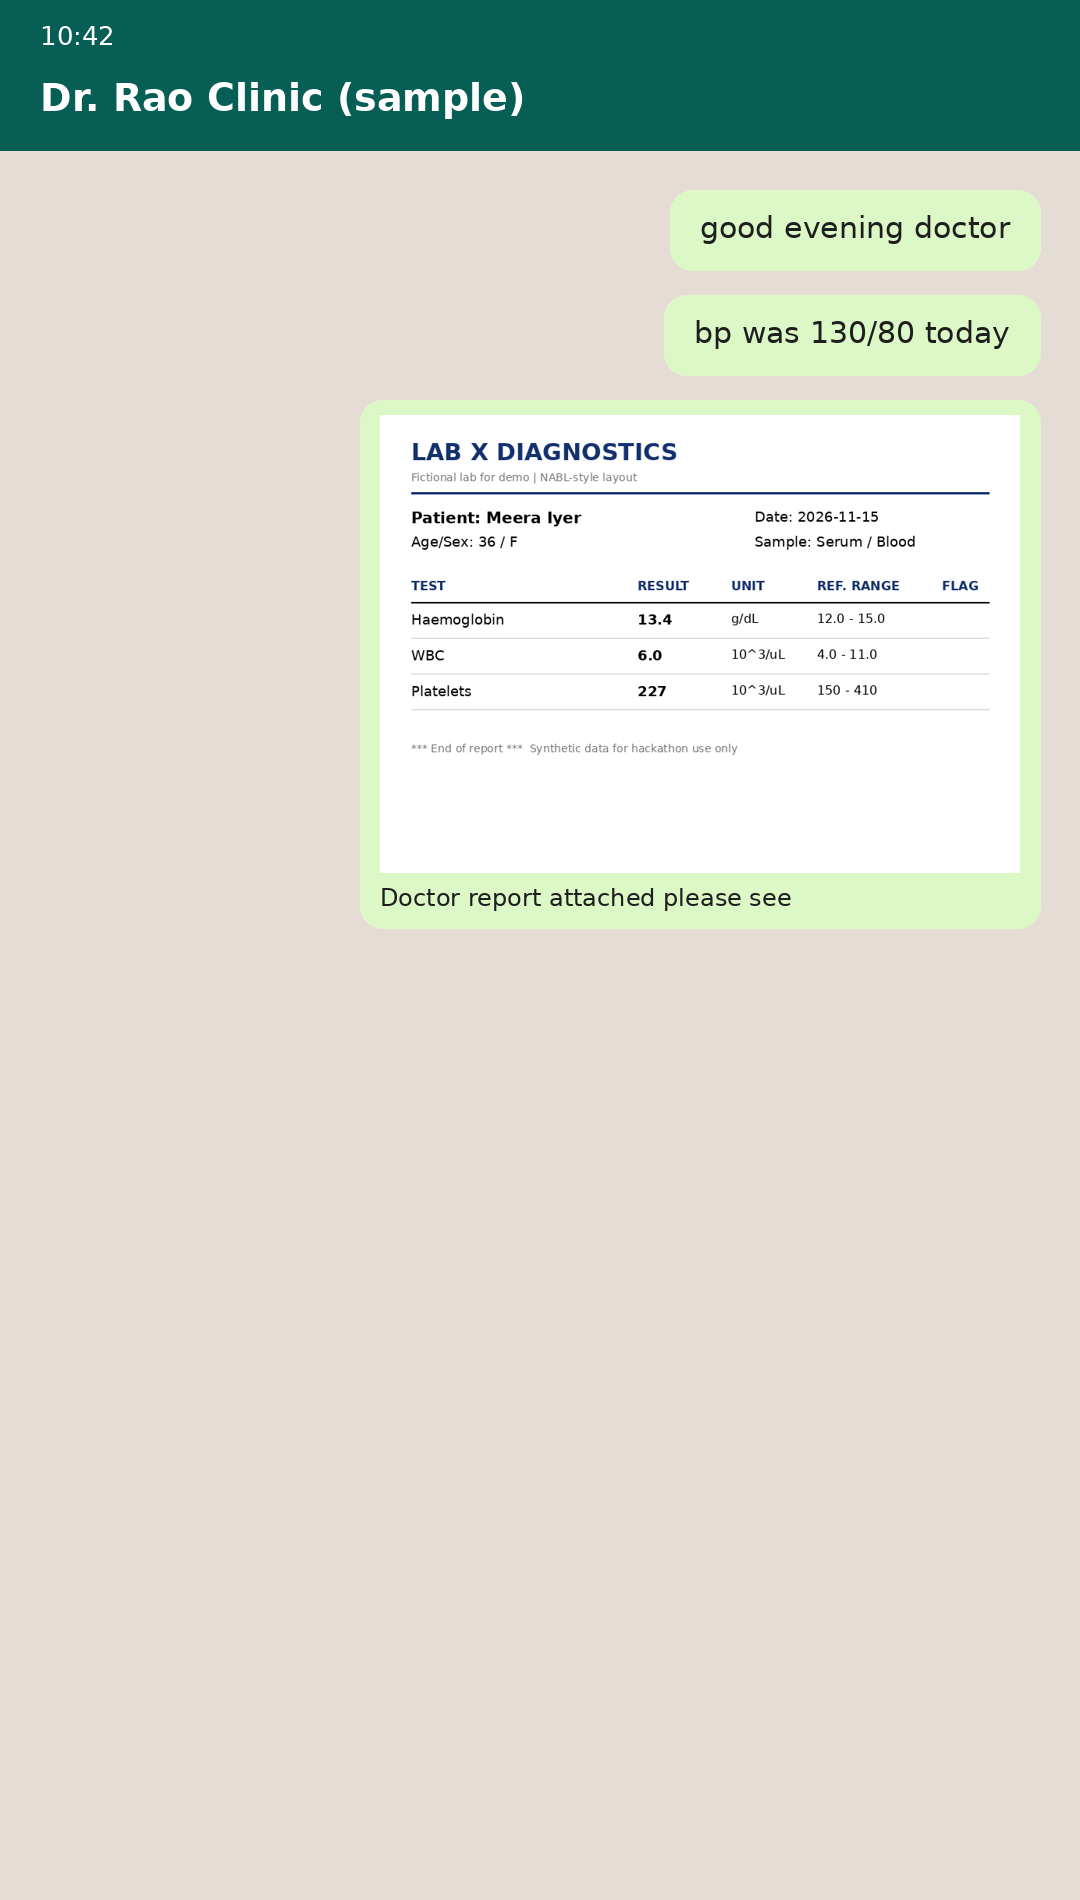 10:42
Dr. Rao Clinic (sample)
good evening doctor
bp was 130/80 today
LAB X DIAGNOSTICS
Fictional lab for demo | NABL-style layout
Patient: Meera Iyer Date: 2026-11-15
Age/Sex: 36 / F Sample: Serum / Blood
TEST RESULT UNIT REF. RANGE FLAG
Haemoglobin 13.4 g/dL 12.0 - 15.0
WBC 6.0 10^3/uL 4.0 - 11.0
Platelets 227 10^3/uL 150 - 410
*** End of report *** Synthetic data for hackathon use only
Doctor report attached please see